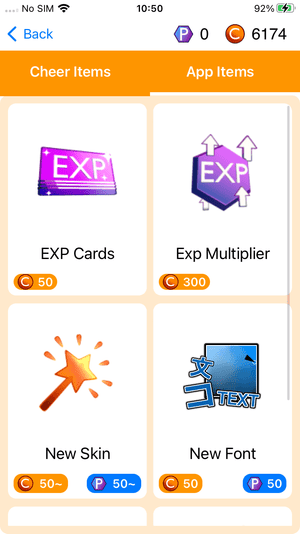 No SIM 10:50 92%
Back P 0 C 6174
Cheer Items App Items
EXP EXP
EXP Cards Exp Multiplier
C 50 C 300
文
コ TEXT
New Skin New Font
C 50~ P 50~ C 50 P 50